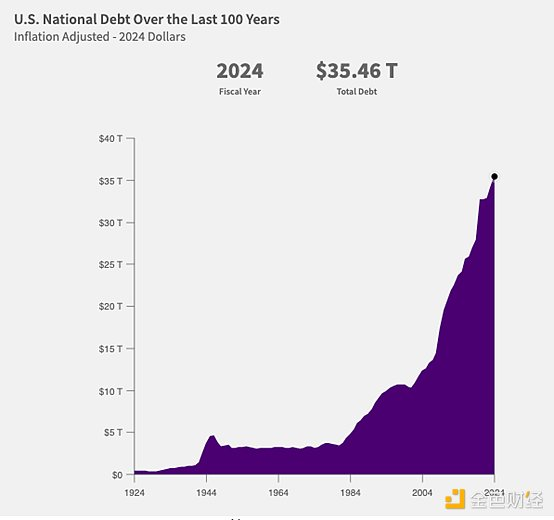 U.S. National Debt Over the Last 100 Years
Inflation Adjusted - 2024 Dollars
2024 $35.46 T
Fiscal Year Total Debt
$40 T
$35 T
$30 T
$25 T
$20 T
$15 T
$10 T
$5 T
$0
1924 1944 1964 1984 2004
金色财经